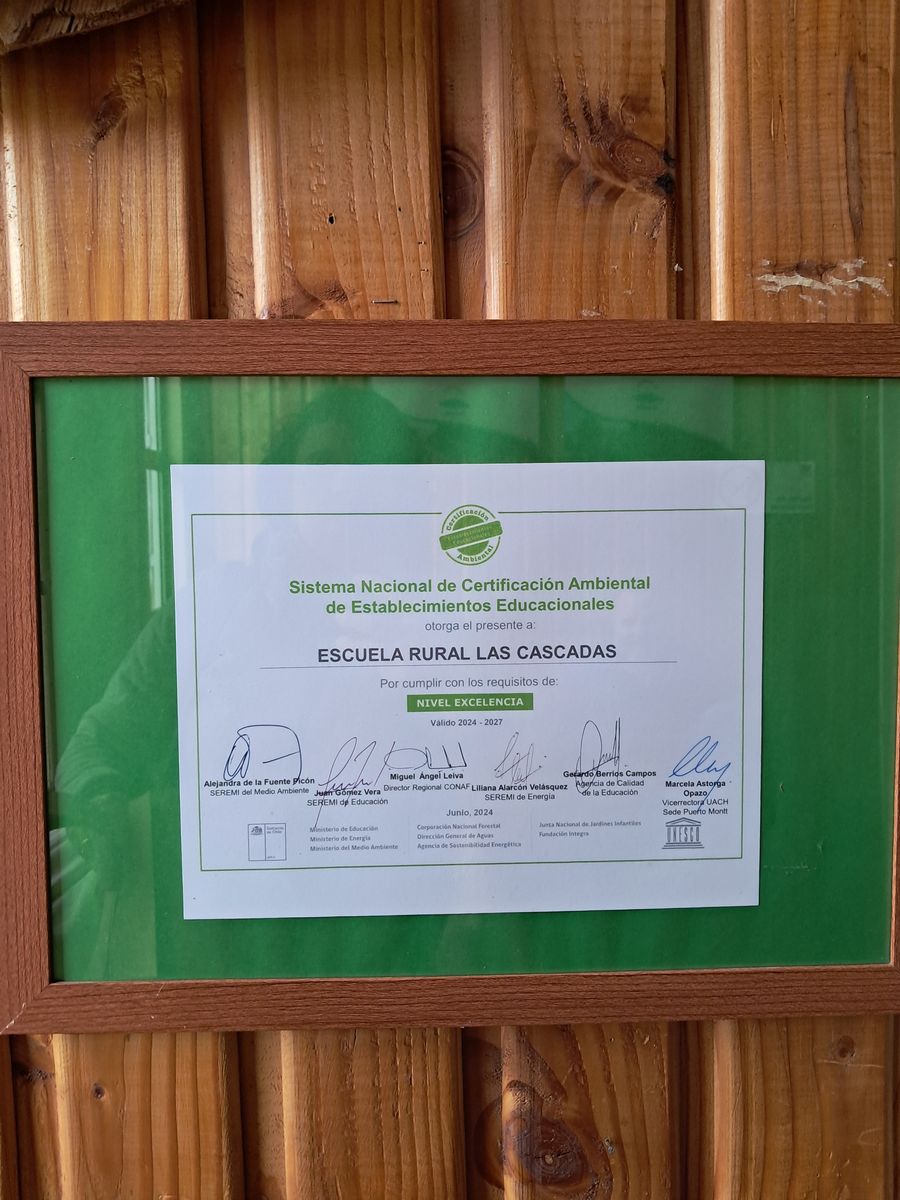 Certificación
Establecimientos
Educacionales
Ambiental
Sistema Nacional de Certificación Ambiental
de Establecimientos Educacionales
otorga el presente a:
ESCUELA RURAL LAS CASCADAS
Por cumplir con los requisitos de:
NIVEL EXCELENCIA
Válido 2024 - 2027
Alejandra de la Fuente Picón
SEREMI del Medio Ambiente
Juan Gómez Vera
SEREMI de Educación
Miguel Ángel Leiva
Director Regional CONAF
Liliana Alarcón Velásquez
SEREMI de Energía
Gerardo Berríos Campos
Agencia de Calidad
de la Educación
Marcela Astorga
Opazo
Vicerrectora UACH
Sede Puerto Montt
Junio, 2024
Gobierno
de Chile
Ministerio de Educación
Ministerio de Energía
Ministerio del Medio Ambiente
Corporación Nacional Forestal
Dirección General de Aguas
Agencia de Sostenibilidad Energética
Junta Nacional de Jardines Infantiles
Fundación Integra
UNESCO